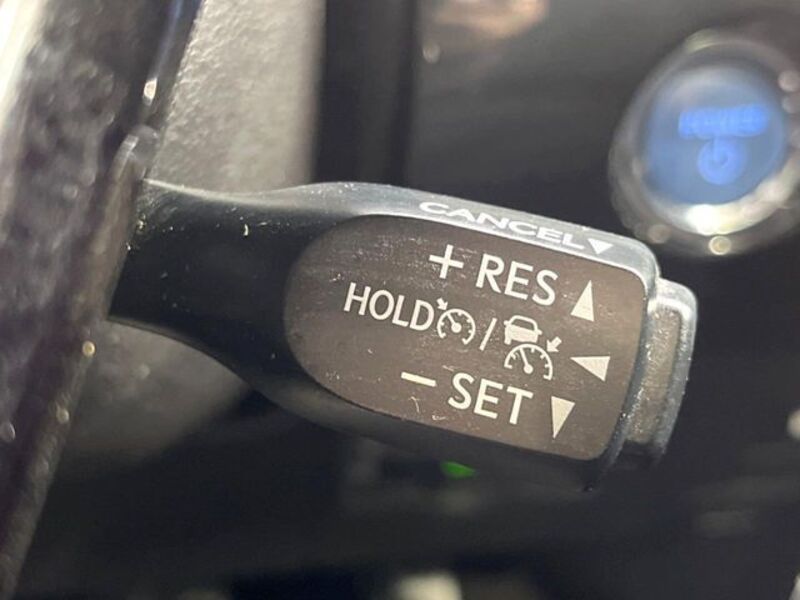 CANCEL
+ RES
HOLD /
− SET